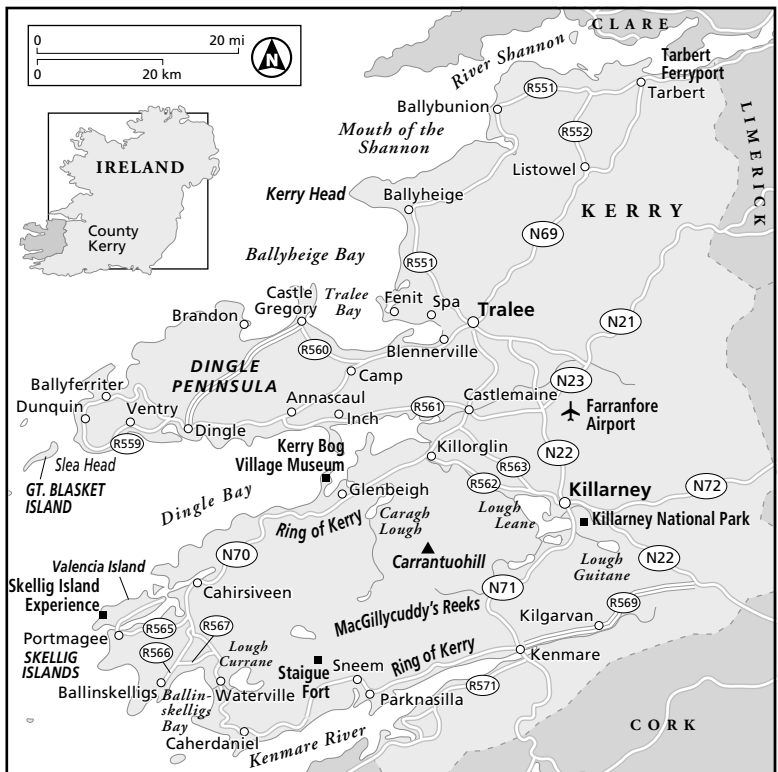 0 20 mi
0 20 km
N
CLARE
River Shannon
Tarbert
Ferryport
Tarbert
R551
Ballybunion
R552
Mouth of the
Shannon
LIMERICK
IRELAND
County
Kerry
Listowel
Kerry Head
Ballyheige
KERRY
N69
Ballyheige Bay
R551
Castle
Gregory
Tralee
Bay
Fenit
Spa
Tralee
Brandon
N21
R560
Blennerville
DINGLE
PENINSULA
Camp
N23
Ballyferriter
Annascaul
Castlemaine
Farranfore
Airport
Dunquin
Ventry
Inch
R561
R559
Dingle
Slea Head
Kerry Bog
Village Museum
Killorglin
N22
GT. BLASKET
ISLAND
R563
R562
N72
Dingle Bay
Glenbeigh
Killarney
Ring of Kerry
Caragh
Lough
Lough
Leane
Killarney National Park
N70
Carrantuohill
Lough
Guitane
N22
Valencia Island
Skellig Island
Experience
Cahirsiveen
N71
R569
MacGillycuddy's Reeks
Kilgarvan
Portmagee
R565
R567
SKELLIG
ISLANDS
R566
Lough
Currane
Staigue
Fort
Sneem
Ring of Kerry
Kenmare
Ballinskelligs
Ballin-
skelligs
Bay
Waterville
Parknasilla
R571
CORK
Caherdaniel
Kenmare River